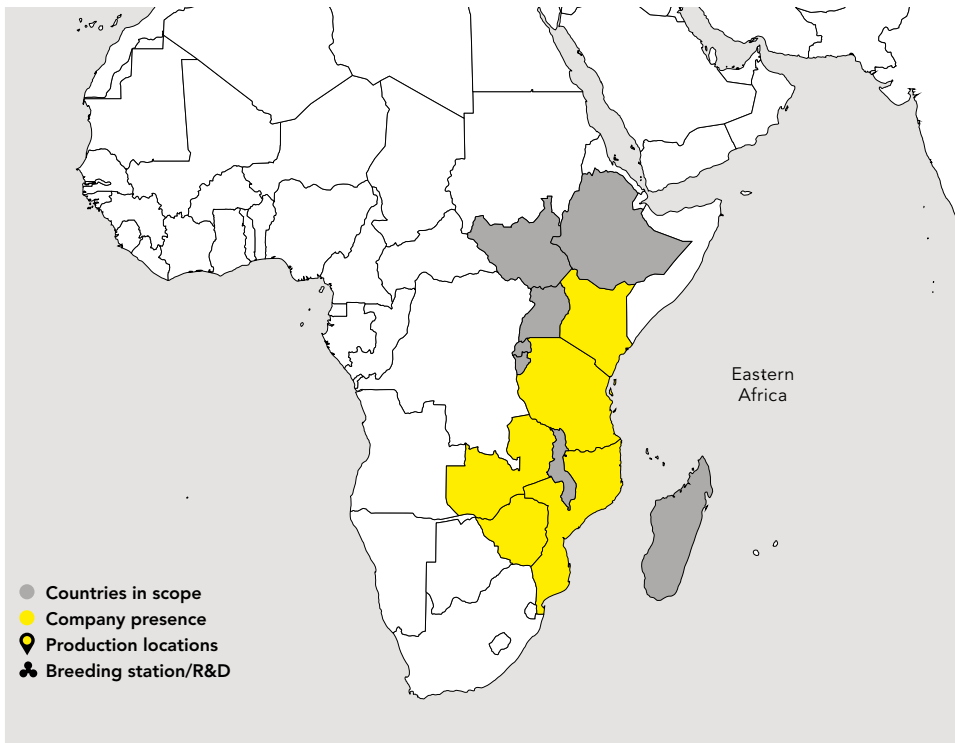 Eastern
Africa
Countries in scope
Company presence
Production locations
Breeding station/R&D